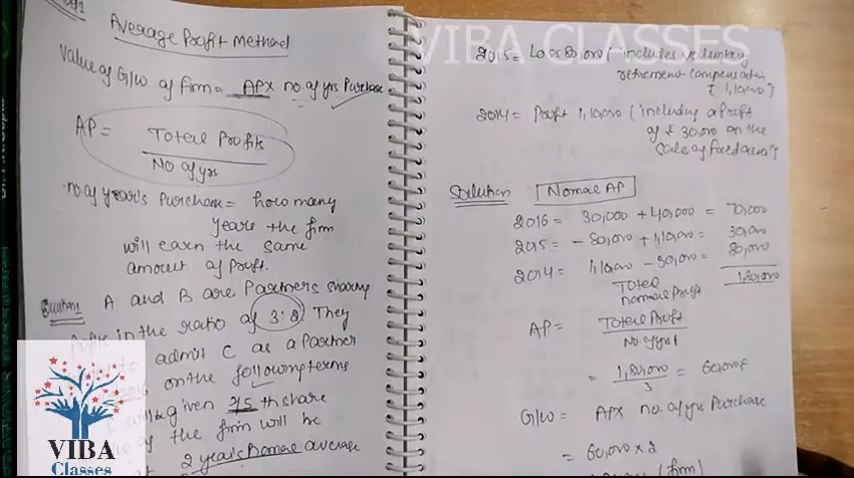 Average Profit Method
Value of G/W of firm = AP x no of yrs Purchase
AP = Total Profits
No of yrs
no of year's Purchase = how many
years the firm
will earn the same
amount of Profit.
Question1 A and B are Partners sharing
Profits in the ratio of 3:2. They
admit C as a Partner
on the following terms
given th share
of the firm will be
2 year's Normal average
VIBA
Classes
VIBA CLASSES
2015 = Loss 80,000 (includes voluntary
retirement compensation
₹ 1,10,000)
2014 = Profit 1,10,000 (including a Profit
of ₹ 30,000 on the
Sale of fixed assets)
Solution Normal AP
2016 = 30,000 + 40,000 = 70,000
2015 = - 80,000 + 1,10,000 = 30,000
2014 = 1,10,000 - 30,000 = 80,000
Total
normal Profit 1,80,000
AP = Total Profit
No of yrs
= 1,80,000 = 60,000
3
G/W = AP x no. of yrs Purchase
= 60,000 x 2
(firm)